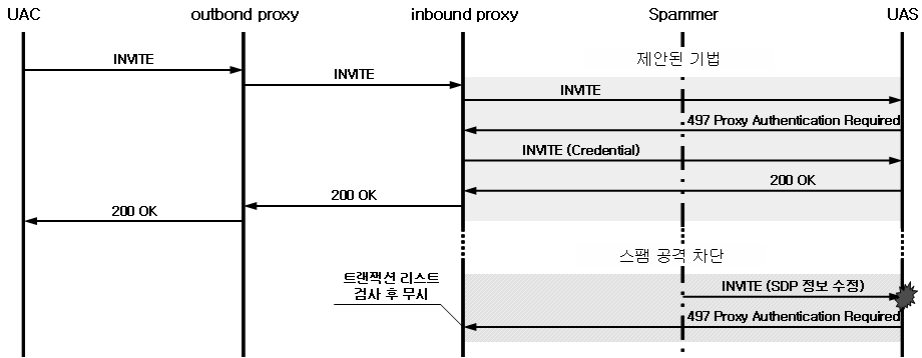 UAC outbond proxy inbound proxy Spammer UAS
INVITE
INVITE
제안된 기법
INVITE
497 Proxy Authentication Required
INVITE (Credential)
200 OK
200 OK
200 OK
스팸 공격 차단
트랜잭션 리스트
검사 후 무시
INVITE (SDP 정보 수정)
497 Proxy Authentication Required